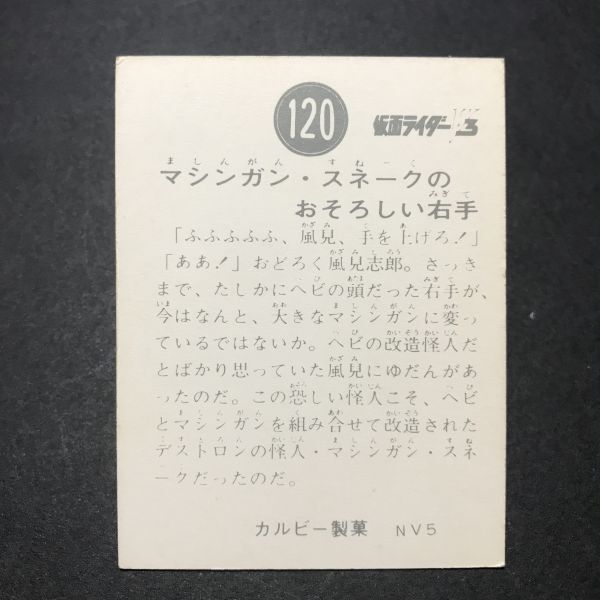 120 仮面ライダーV3
マシンガン・スネークの
おそろしい右手
「ふふふふふ、風見、手を上げろ!」
「ああ!」おどろく風見志郎。さっき
まで、たしかにヘビの頭だった右手が、
今はなんと、大きなマシンガンに変っ
ているではないか。ヘビの改造怪人だ
とばかり思っていた風見にゆだんがあ
ったのだ。この恐しい怪人こそ、ヘビ
とマシンガンを組み合せて改造された
デストロンの怪人・マシンガン・スネ
ークだったのだ。
カルビー製菓 NV5